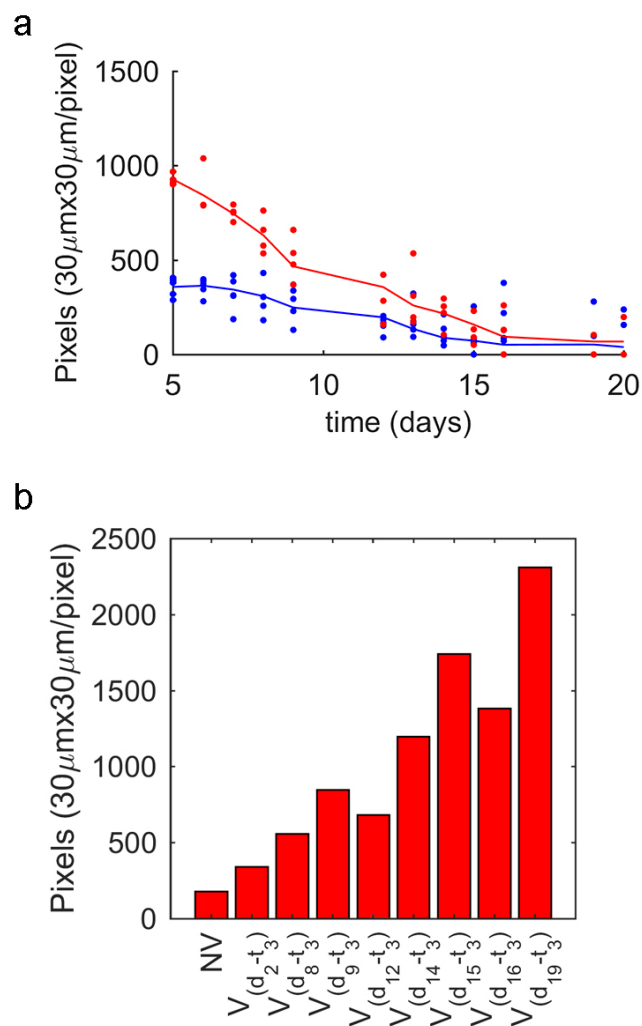 a
Pixels (30μmx30μm/pixel)
1500
1000
500
0
5 10 15 20
time (days)
b
Pixels (30μmx30μm/pixel)
2500
2000
1500
1000
500
0
NV
V(d2-t3)
V(d8-t3)
V(d9-t3)
V(d12-t3)
V(d14-t3)
V(d15-t3)
V(d16-t3)
V(d19-t3)